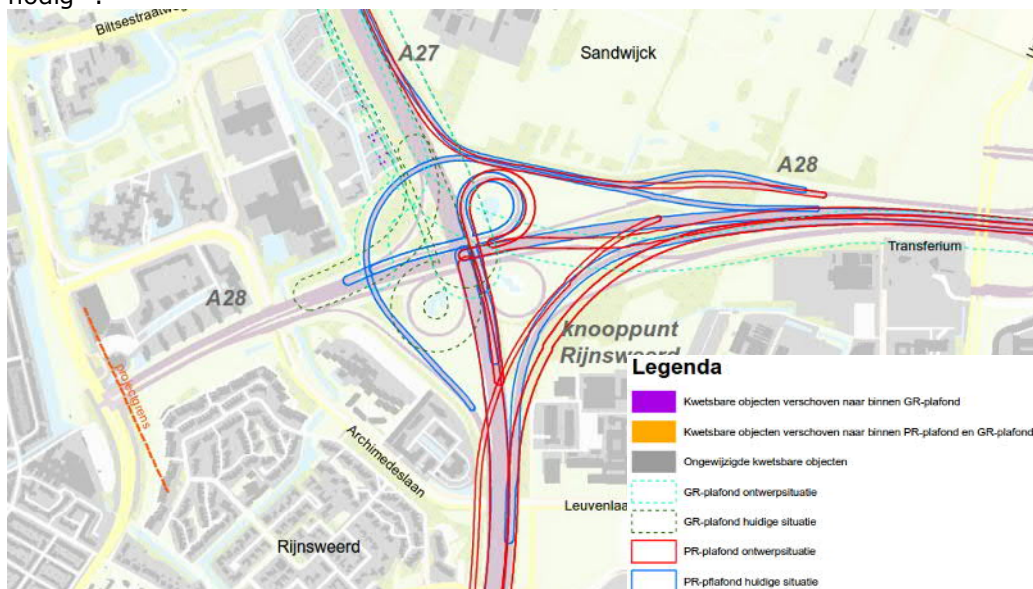 nodig".
Biltsestraatweg
A27
Sandwijck
A28
Transferium
A28
knooppunt
Rijnsweerd
projectgrens
Archimedeslaan
Leuvenlaa
Rijnsweerd
Legenda
Kwetsbare objecten verschoven naar binnen GR-plafond
Kwetsbare objecten verschoven naar binnen PR-plafond en GR-plafond
Ongewijzigde kwetsbare objecten
GR-plafond ontwerpsituatie
GR-plafond huidige situatie
PR-plafond ontwerpsituatie
PR-pflafond huidige situatie